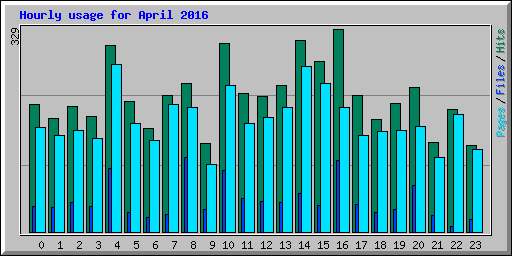 Hourly usage for April 2016
329
Pages/Files/Hits
0 1 2 3 4 5 6 7 8 9 10 11 12 13 14 15 16 17 18 19 20 21 22 23